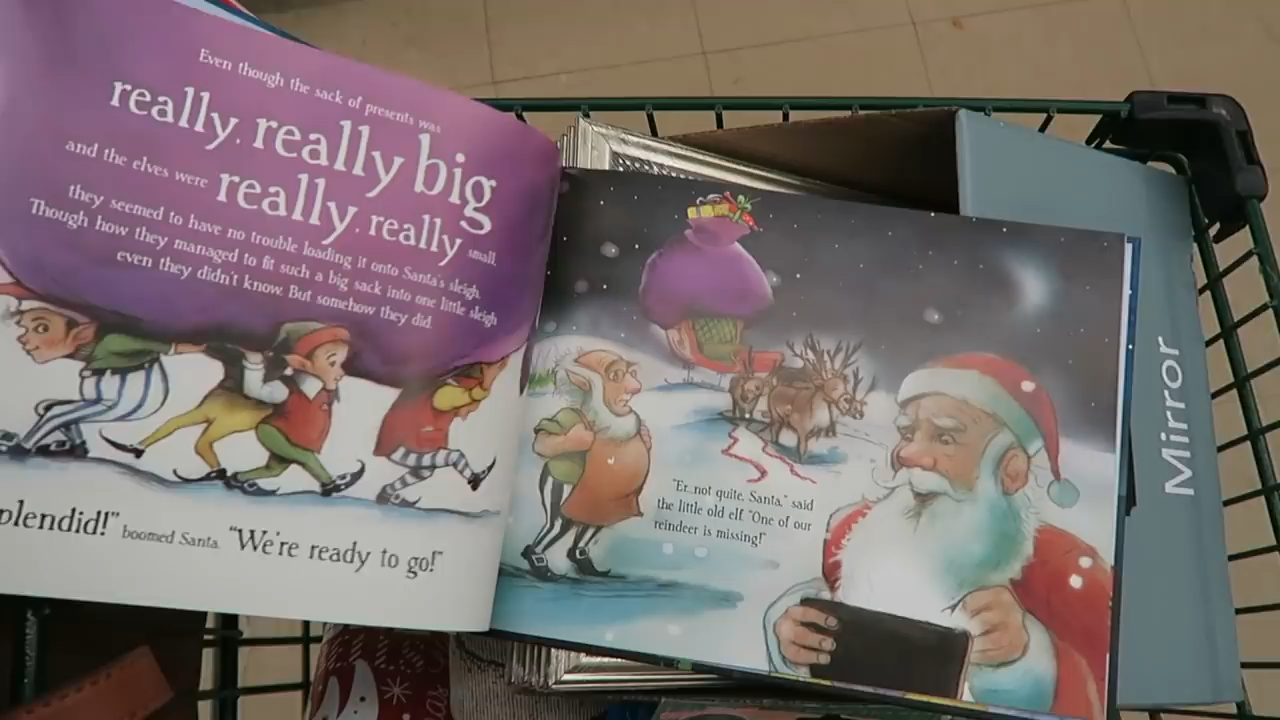 Even though the sack of presents was
really, really big
and the elves were really, really small,
they seemed to have no trouble loading it onto Santa's sleigh.
Though how they managed to fit such a big sack into one little sleigh
even they didn't know. But somehow they did.
plendid!" boomed Santa. "We're ready to go!"
"Er...not quite, Santa," said
the little old elf. "One of our
reindeer is missing!"
Mirror